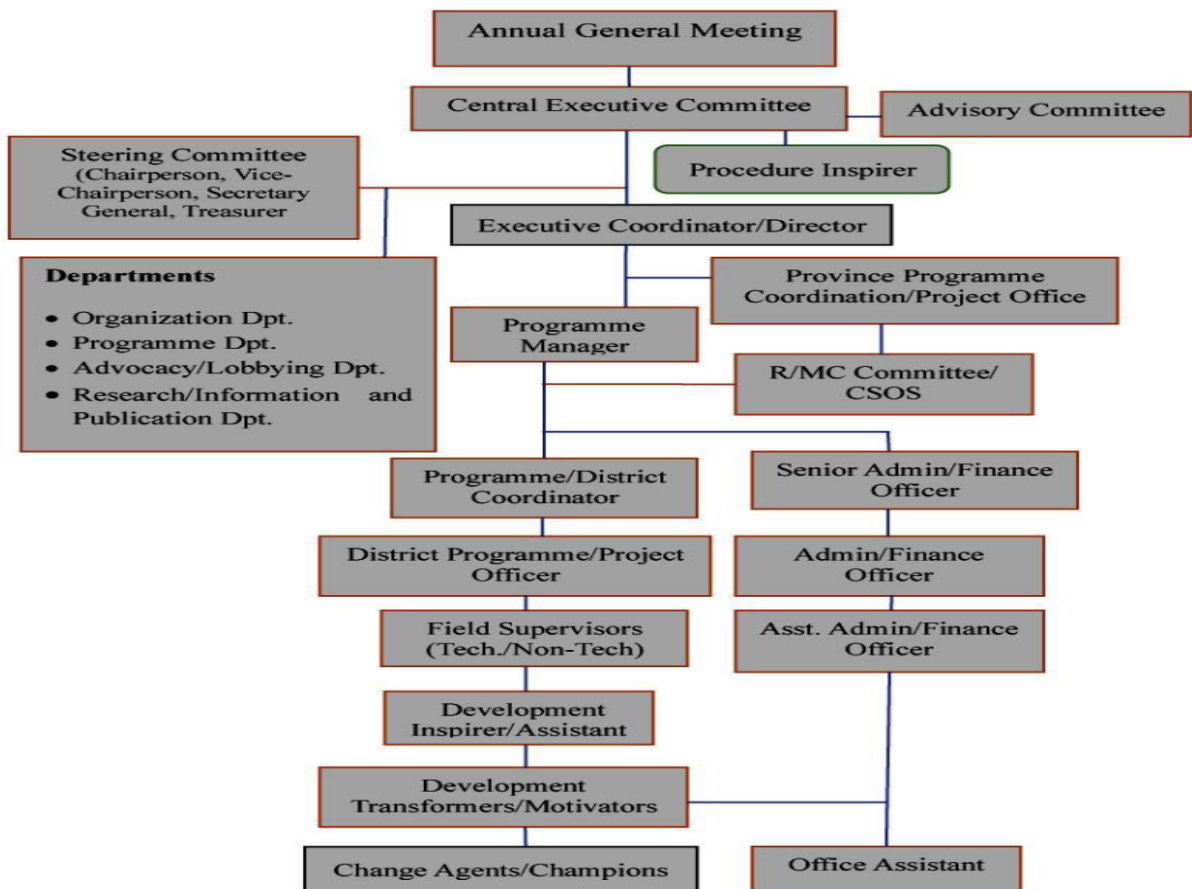 Annual General Meeting
Central Executive Committee
Advisory Committee
Steering Committee
(Chairperson, Vice-
Chairperson, Secretary
General, Treasurer
Procedure Inspirer
Executive Coordinator/Director
Departments
• Organization Dpt.
• Programme Dpt.
• Advocacy/Lobbying Dpt.
• Research/Information and
Publication Dpt.
Province Programme
Coordination/Project Office
Programme
Manager
R/MC Committee/
CSOS
Programme/District
Coordinator
Senior Admin/Finance
Officer
District Programme/Project
Officer
Admin/Finance
Officer
Field Supervisors
(Tech./Non-Tech)
Asst. Admin/Finance
Officer
Development
Inspirer/Assistant
Development
Transformers/Motivators
Change Agents/Champions
Office Assistant